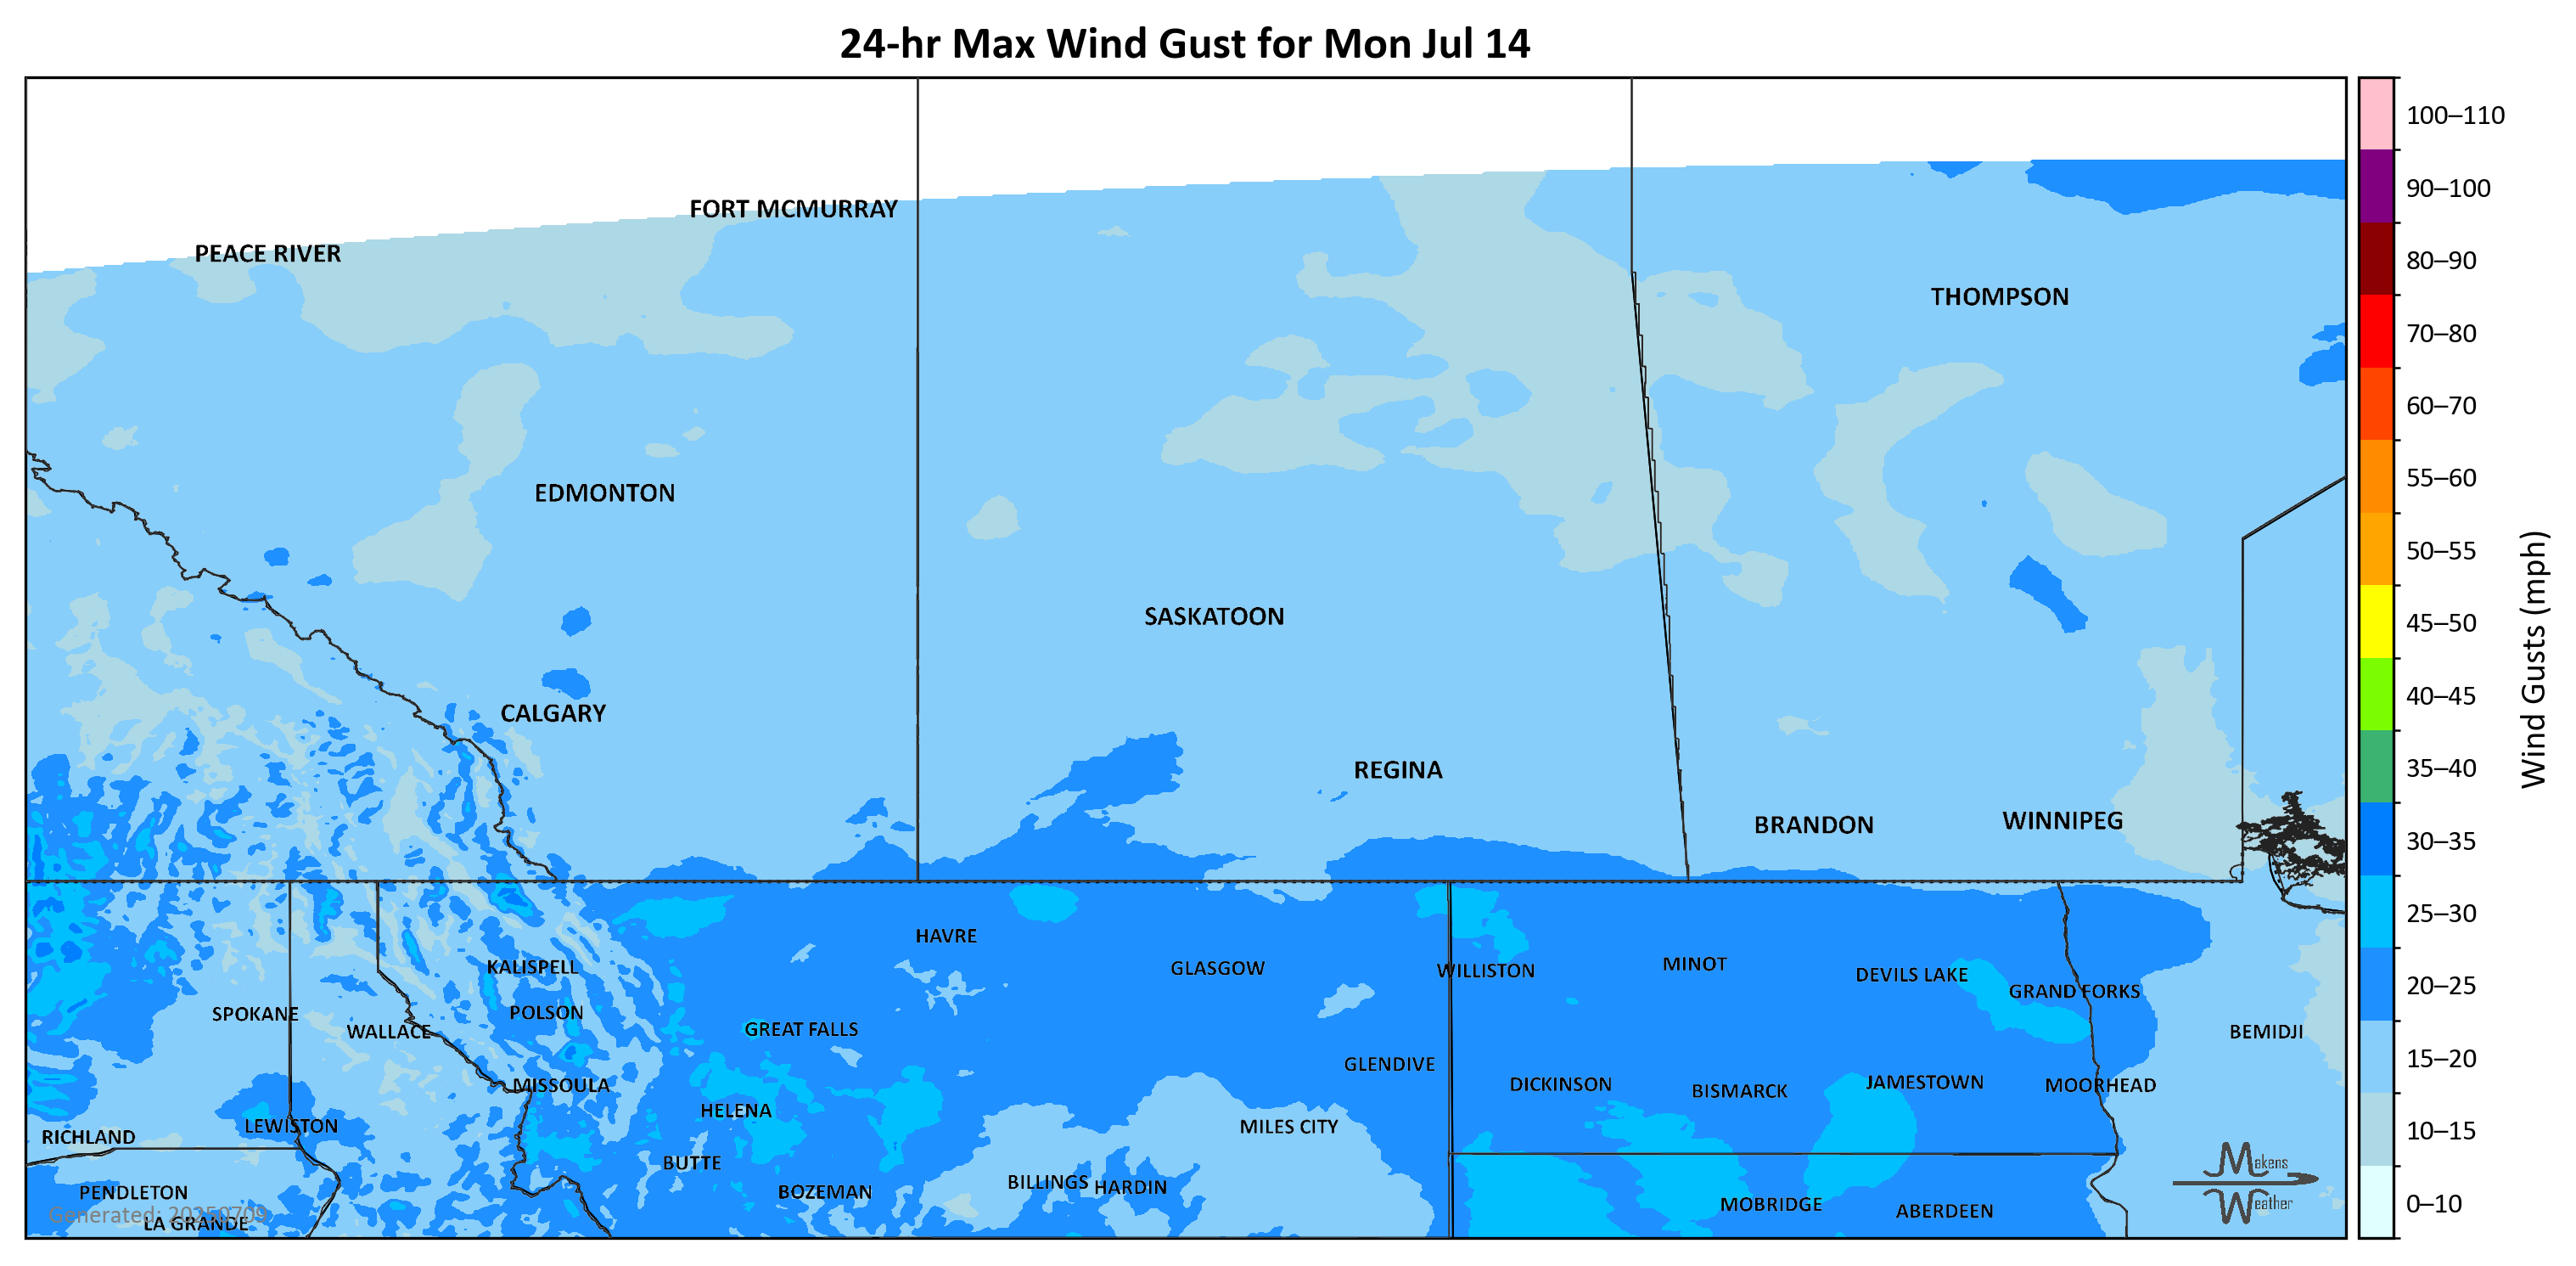 24-hr Max Wind Gust for Mon Jul 14
100–110
90–100
80–90
70–80
60–70
55–60
50–55
45–50
40–45
35–40
30–35
25–30
20–25
15–20
10–15
0–10
Wind Gusts (mph)
FORT MCMURRAY
PEACE RIVER
THOMPSON
EDMONTON
SASKATOON
CALGARY
REGINA
BRANDON
WINNIPEG
HAVRE
GLASGOW
WILLISTON
MINOT
DEVILS LAKE
GRAND FORKS
KALISPELL
SPOKANE
POLSON
WALLACE
GREAT FALLS
BEMIDJI
GLENDIVE
MISSOULA
DICKINSON
BISMARCK
JAMESTOWN
MOORHEAD
HELENA
LEWISTON
MILES CITY
RICHLAND
BUTTE
BILLINGS
HARDIN
BOZEMAN
PENDLETON
MOBRIDGE
ABERDEEN
Generated: 20250709
LA GRANDE
Makens
Weather